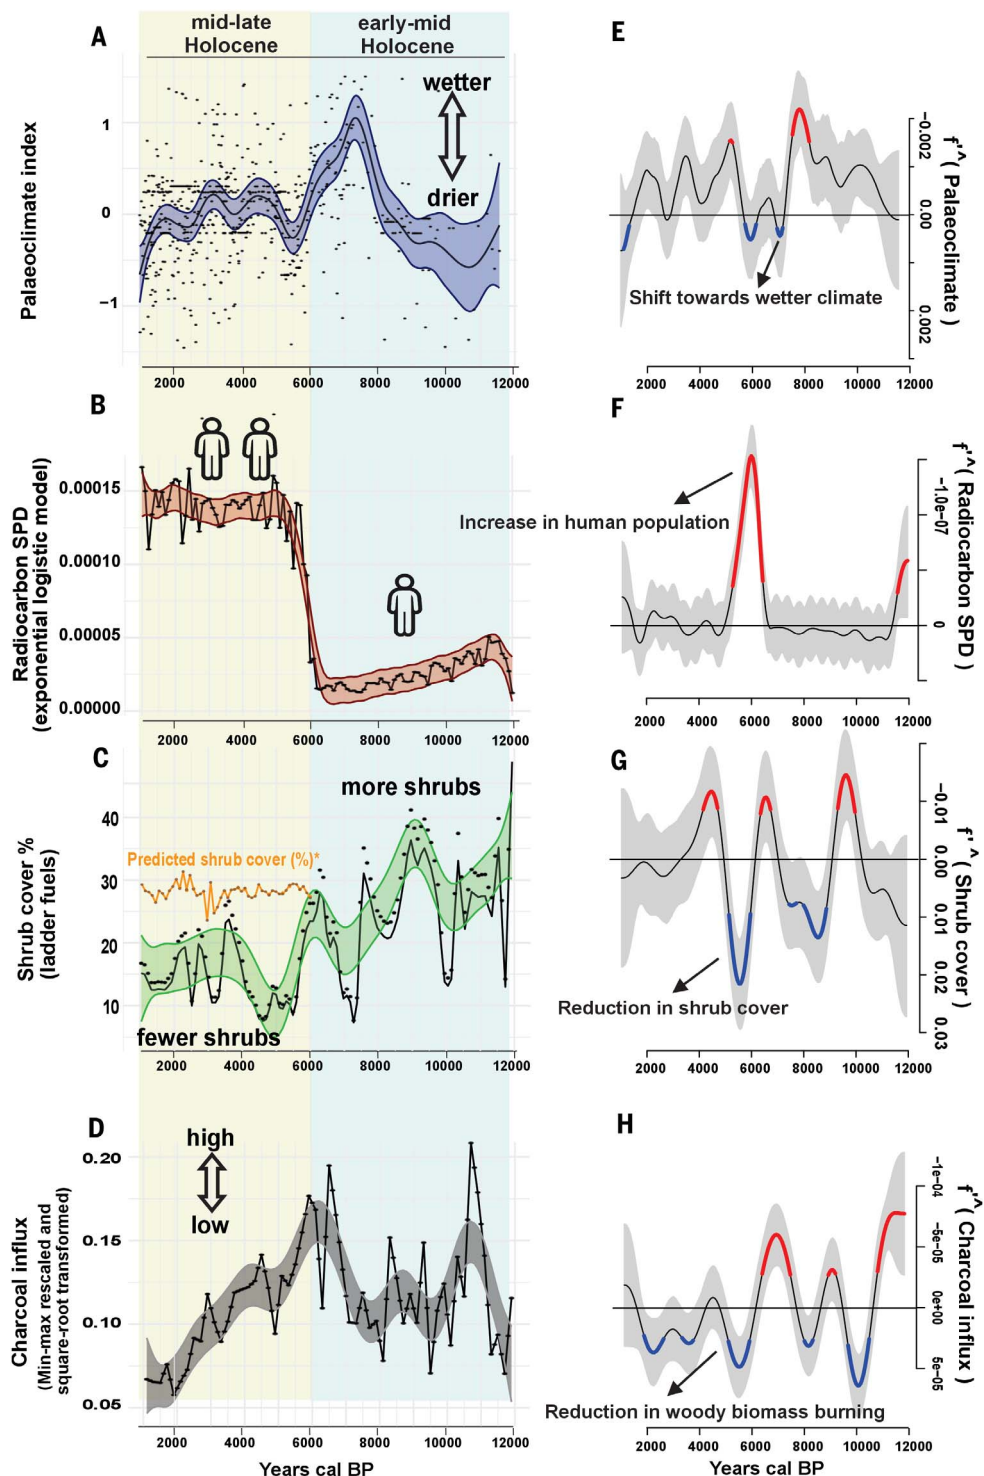 mid-late
Holocene
early-mid
Holocene
A
Palaeoclimate index
1
0
−1
wetter
drier
2000 4000 6000 8000 10000 12000
E
f'^( Palaeoclimate )
-0.002
0.00
0.002
Shift towards wetter climate
2000 4000 6000 8000 10000 12000
B
Radiocarbon SPD
(exponential logistic model)
0.00015
0.00010
0.00005
0.00000
2000 4000 6000 8000 10000 12000
F
f'^( Radiocarbon SPD )
-1.0e-07
0
Increase in human population
2000 4000 6000 8000 10000 12000
C
Shrub cover %
(ladder fuels)
40
30
20
10
more shrubs
Predicted shrub cover (%)*
fewer shrubs
2000 4000 6000 8000 10000 12000
G
f'^( Shrub cover )
-0.01
0.00
0.01
0.02
0.03
Reduction in shrub cover
2000 4000 6000 8000 10000 12000
D
Charcoal influx
(Min-max rescaled and
square-root transformed)
0.20
0.15
0.10
0.05
high
low
2000 4000 6000 8000 10000 12000
Years cal BP
H
f'^( Charcoal influx )
-1e-04
-5e-05
0e+00
5e-05
Reduction in woody biomass burning
2000 4000 6000 8000 10000 12000
Years cal BP